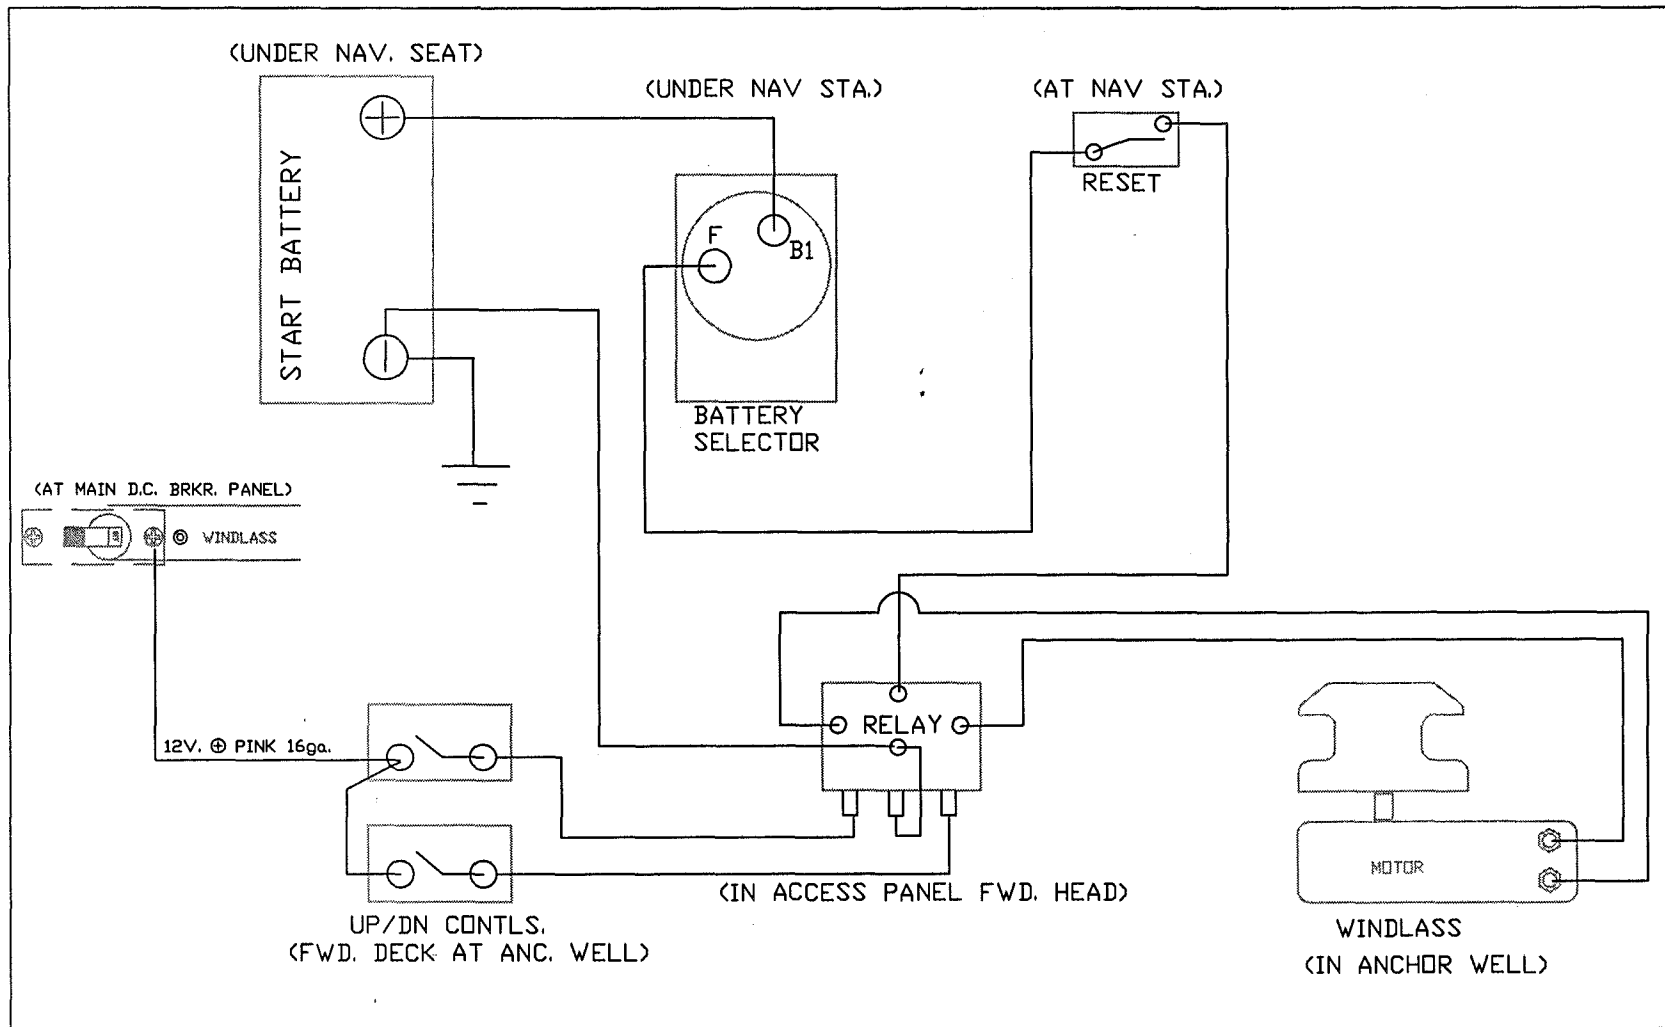 (UNDER NAV. SEAT)
(UNDER NAV STA.)
(AT NAV STA.)
START BATTERY
RESET
F
B1
BATTERY
SELECTOR
(AT MAIN D.C. BRKR. PANEL)
WINDLASS
12V. ⊕ PINK 16ga.
RELAY
UP/DN CONTLS.
(FWD. DECK AT ANC. WELL)
(IN ACCESS PANEL FWD. HEAD)
MOTOR
WINDLASS
(IN ANCHOR WELL)